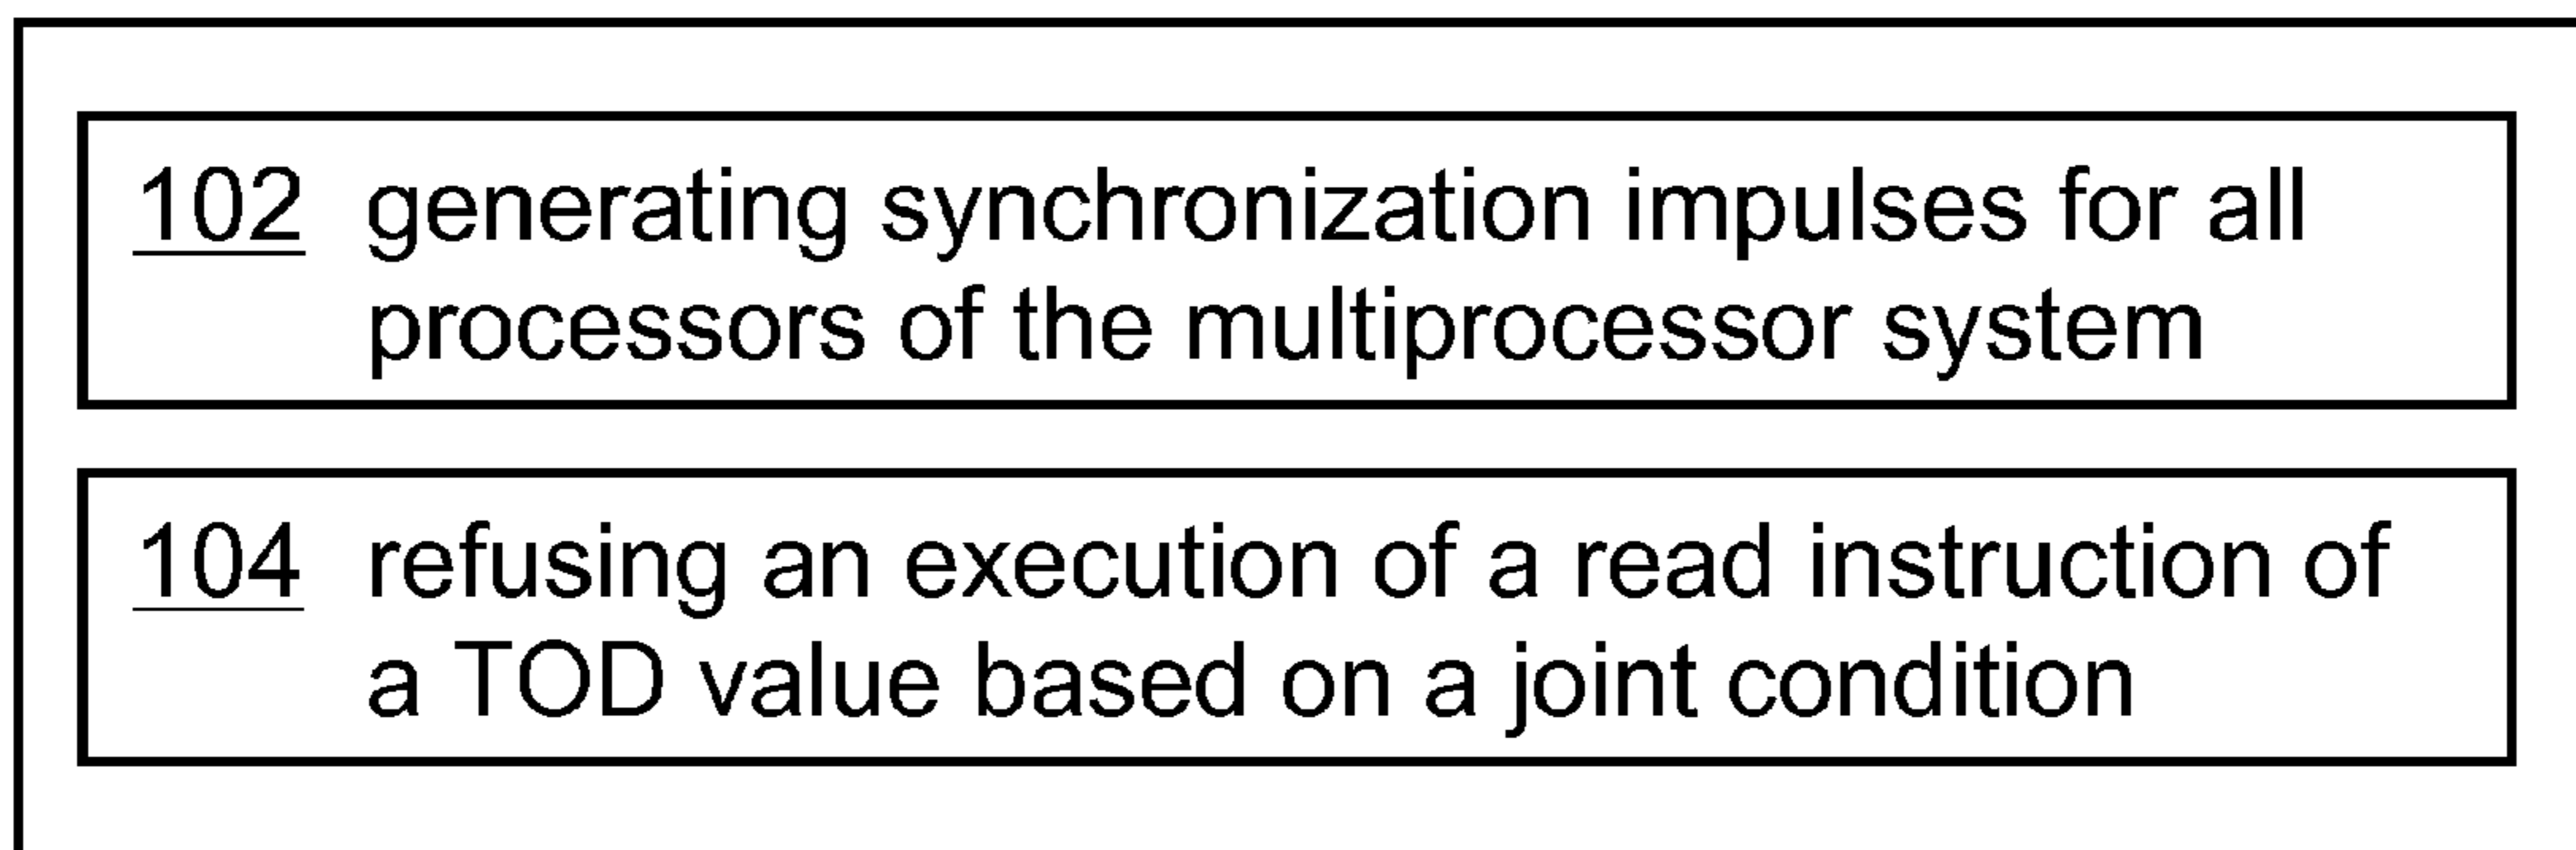 102 generating synchronization impulses for all
processors of the multiprocessor system
104 refusing an execution of a read instruction of
a TOD value based on a joint condition